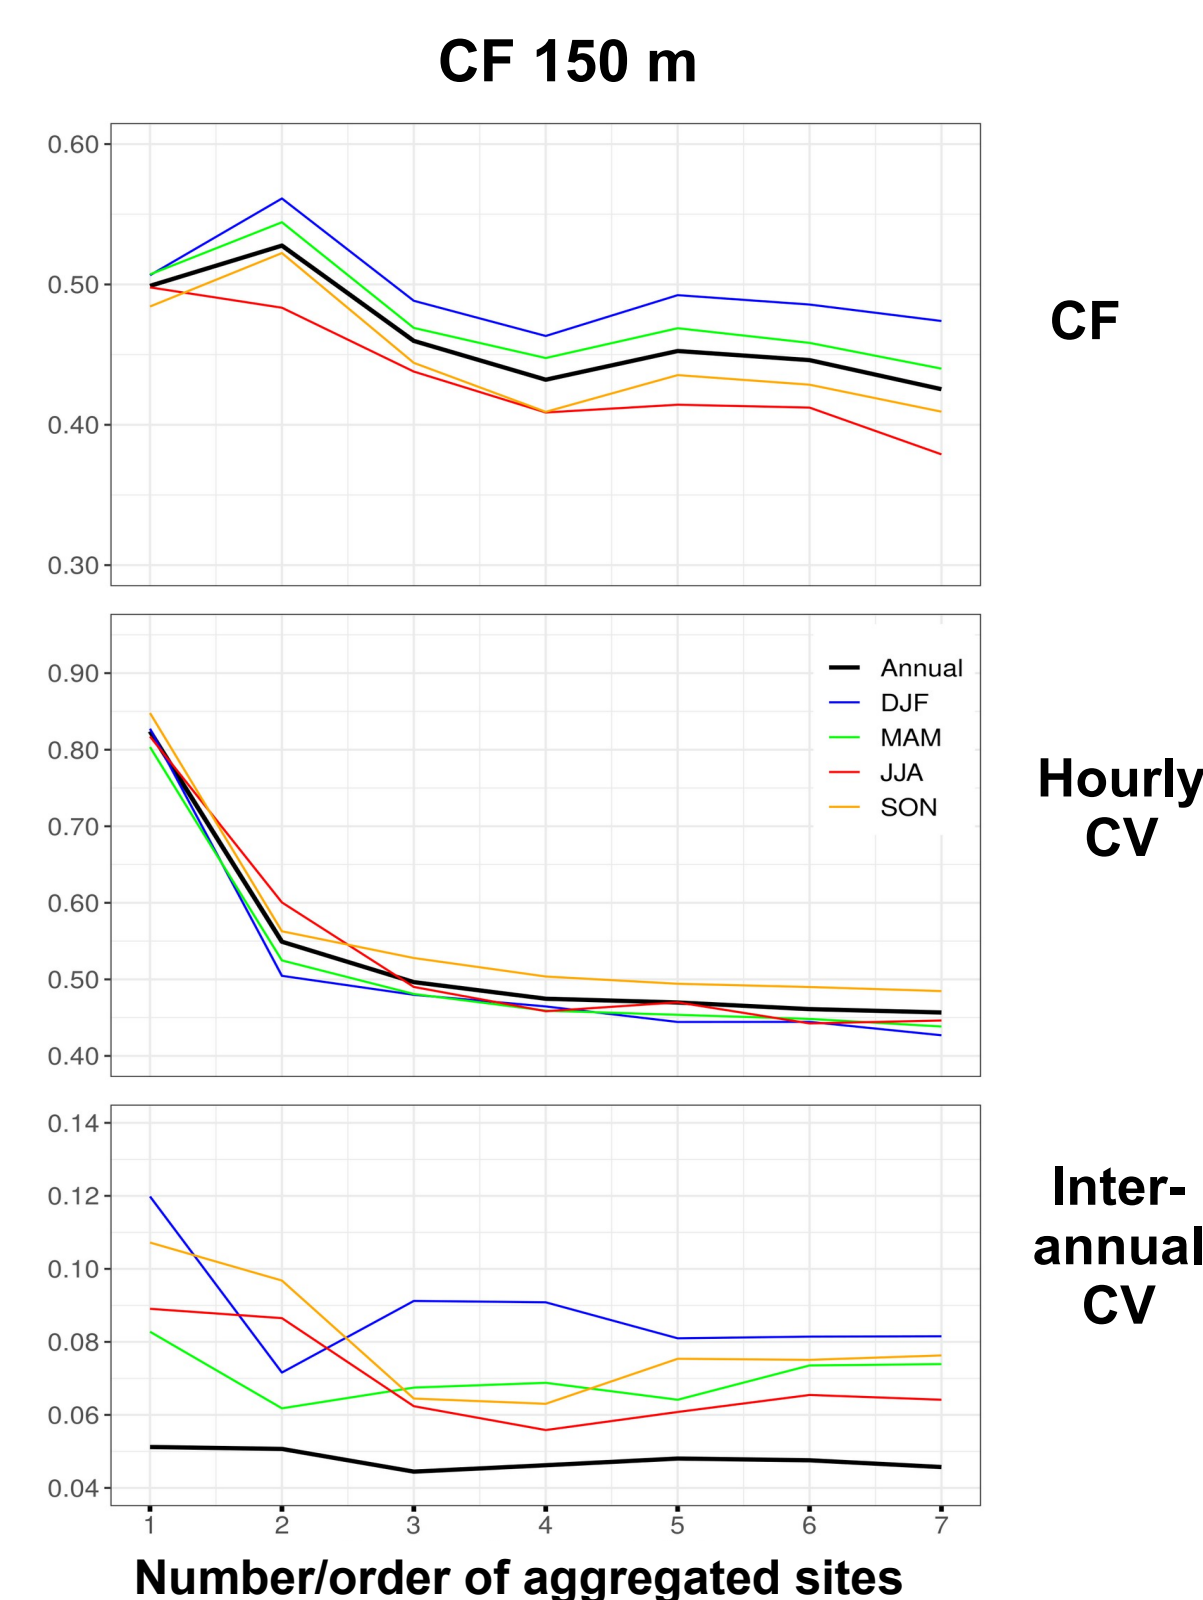 CF 150 m
0.60
0.50
0.40
0.30
CF
0.90
0.80
0.70
0.60
0.50
0.40
Annual
DJF
MAM
JJA
SON
Hourly
CV
0.14
0.12
0.10
0.08
0.06
0.04
Inter-
annual
CV
1 2 3 4 5 6 7
Number/order of aggregated sites